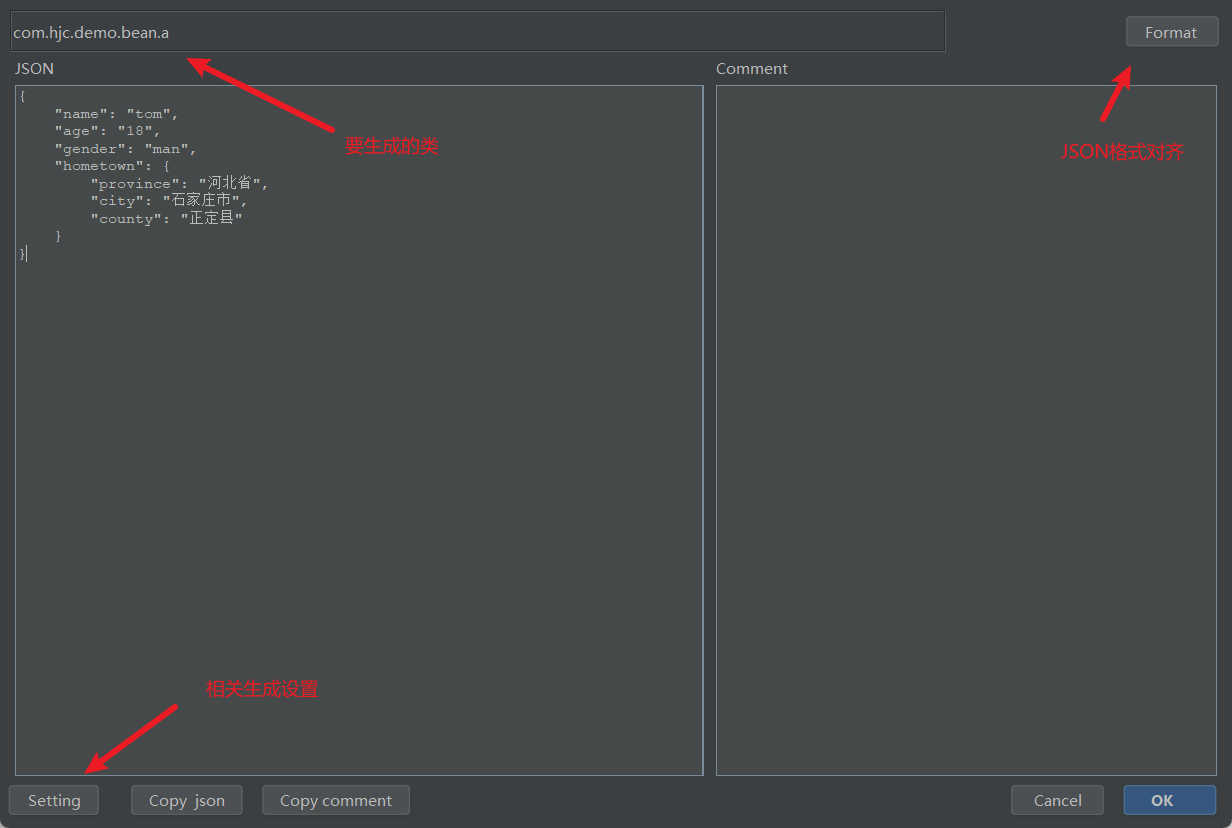 com.hjc.demo.bean.a
Format
JSON
Comment
{
    "name": "tom",
    "age": "18",
    "gender": "man",
    "hometown": {
        "province": "河北省",
        "city": "石家庄市",
        "county": "正定县"
    }
}
要生成的类
JSON格式对齐
相关生成设置
Setting
Copy  json
Copy comment
Cancel
OK